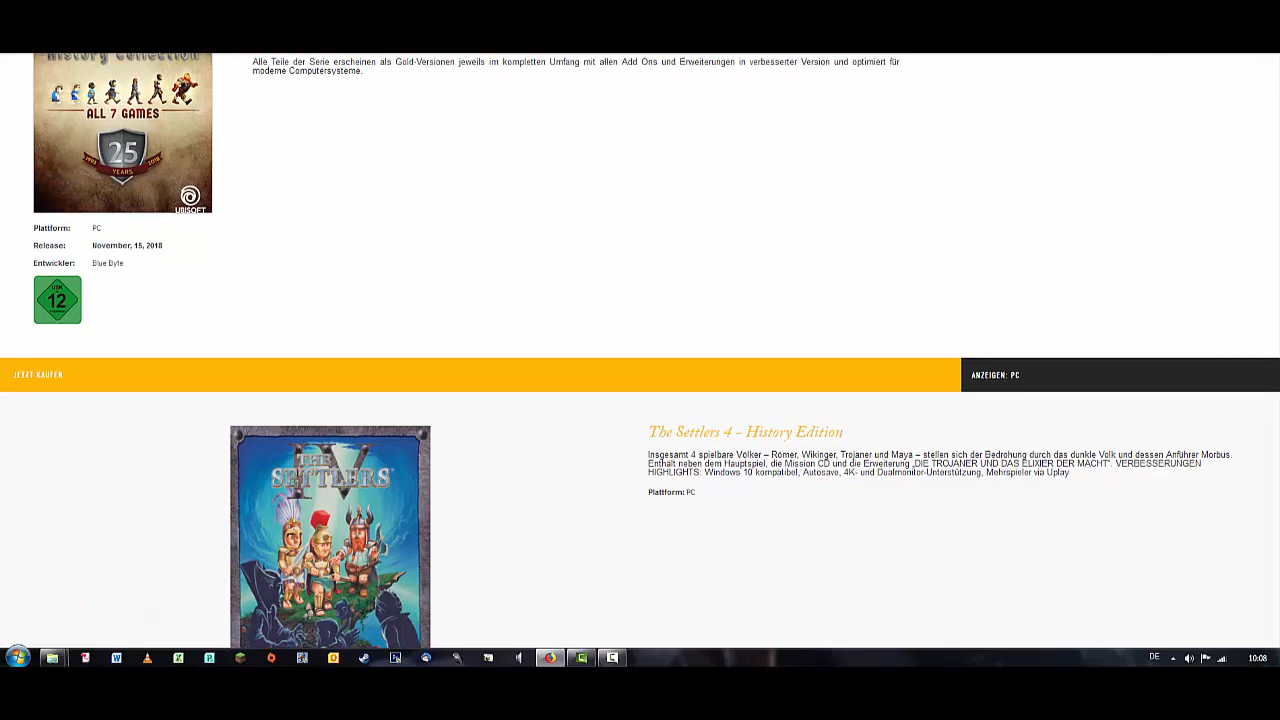 History Collection
Alle Teile der Serie erscheinen als Gold-Versionen jeweils im kompletten Umfang mit allen Add Ons und Erweiterungen in verbesserter Version und optimiert für
moderne Computersysteme.
ALL 7 GAMES
25
1993 2018
YEARS
UBISOFT
Plattform: PC
Release: November, 15, 2018
Entwickler: Blue Byte
USK
12
JETZT KAUFEN
ANZEIGEN: PC
THE
SETTLERS
IV
The Settlers 4 - History Edition
Insgesamt 4 spielbare Völker – Römer, Wikinger, Trojaner und Maya – stellen sich der Bedrohung durch das dunkle Volk und dessen Anführer Morbus.
Enthält neben dem Hauptspiel, die Mission CD und die Erweiterung „DIE TROJANER UND DAS ELIXIER DER MACHT“. VERBESSERUNGEN
HIGHLIGHTS: Windows 10 kompatibel, Autosave, 4K- und Dualmonitor-Unterstützung, Mehrspieler via Uplay
Plattform: PC
DE
10:08